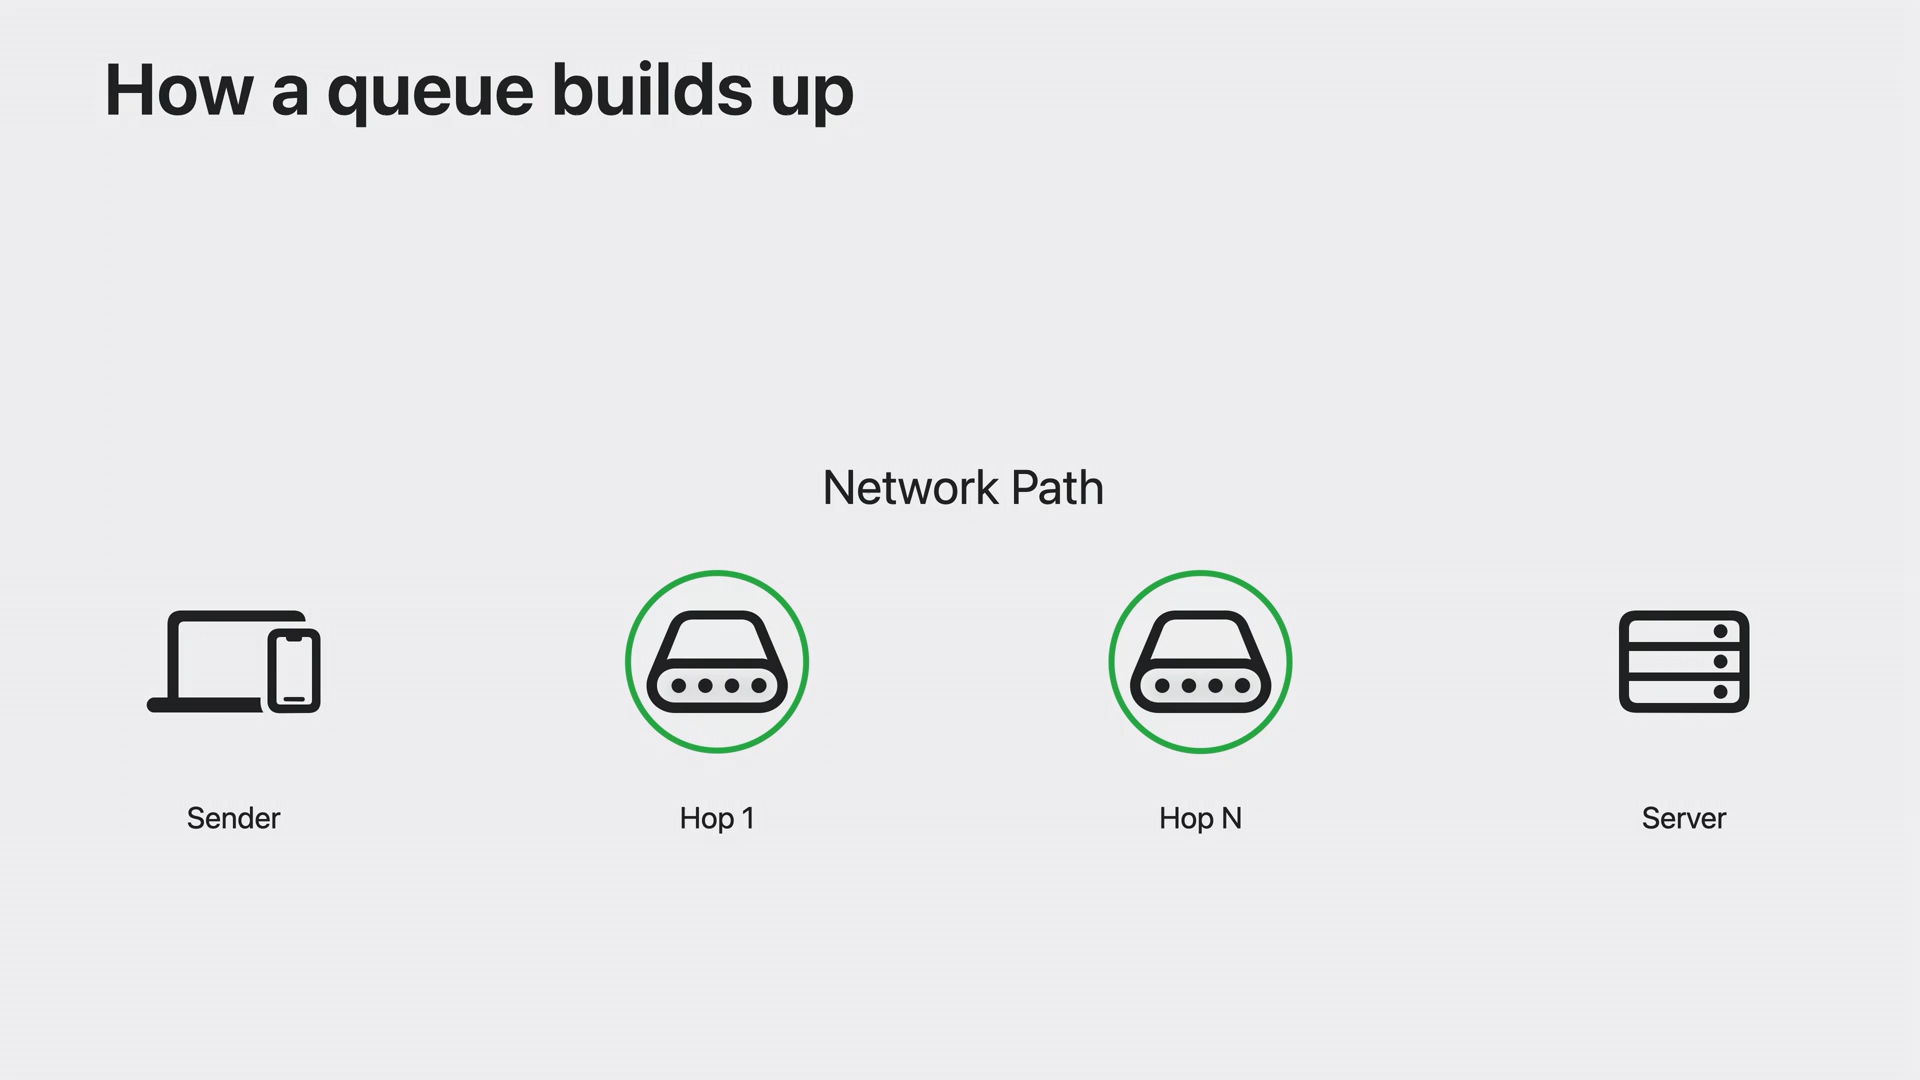 How a queue builds up
Network Path
Sender
Hop 1
Hop N
Server